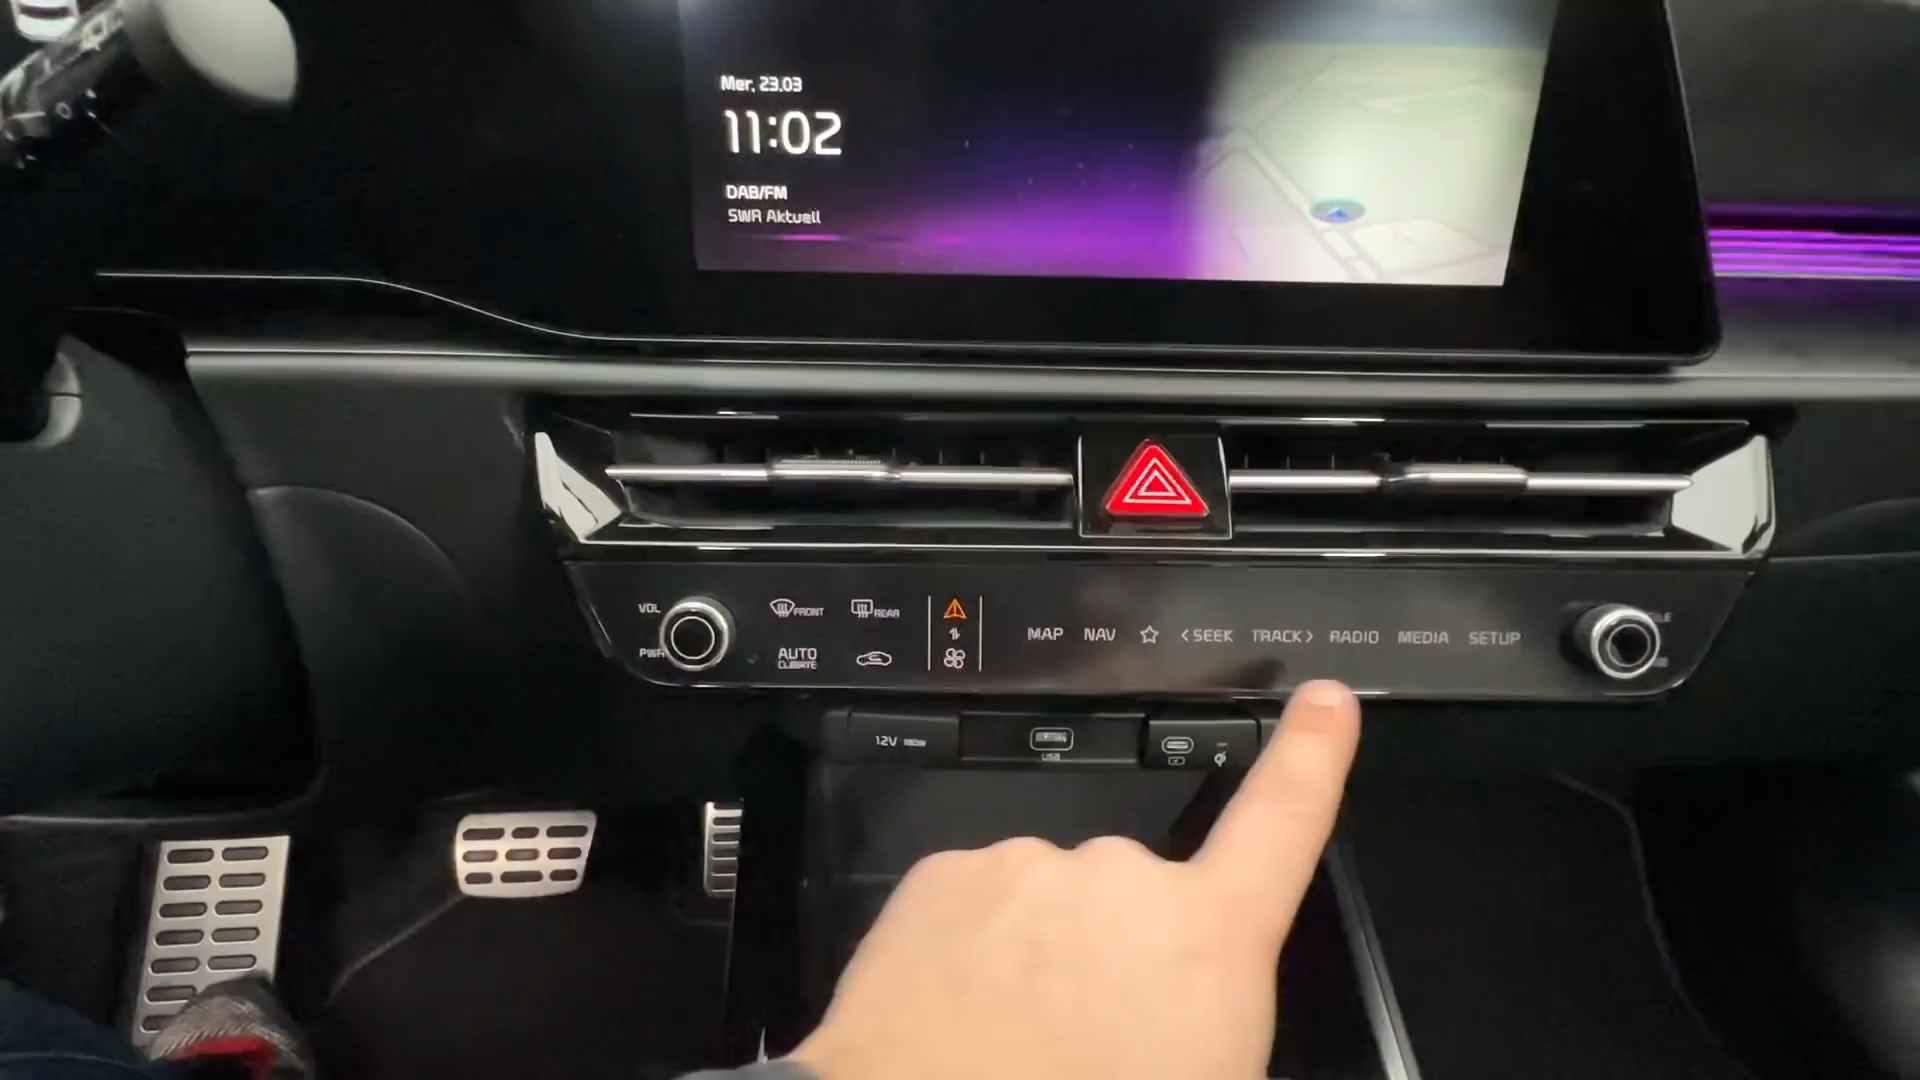 Mer, 23.03
11:02
DAB/FM
SWR Aktuell
VOL
PWR
FRONT
REAR
AUTO
CLIMATE
MAP NAV <SEEK TRACK> RADIO MEDIA SETUP
12V
USB